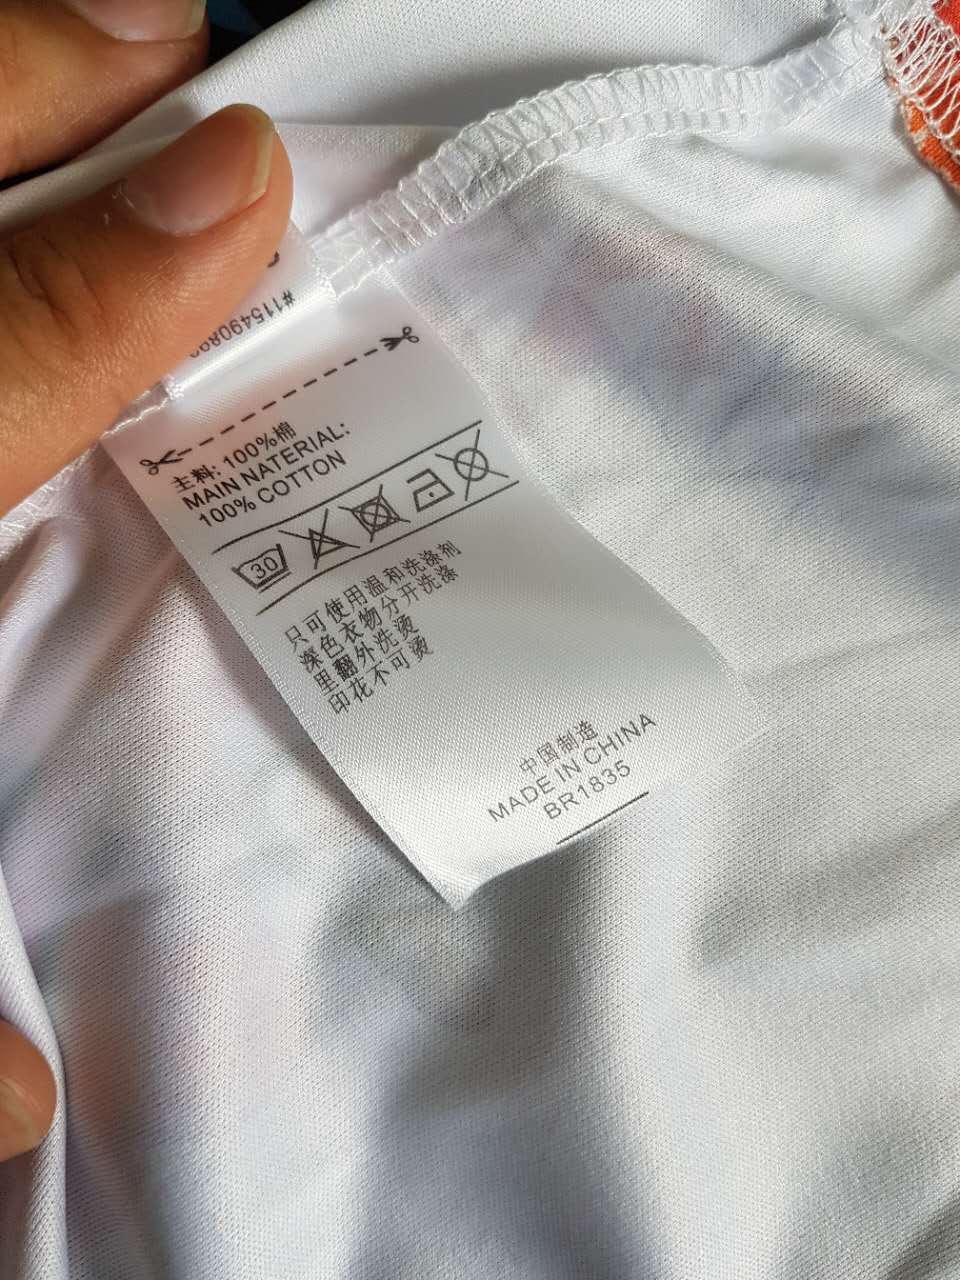 主料: 100%棉
MAIN NATERIAL:
100% COTTON
30
只可使用温和洗涤剂
深色衣物分开洗涤
里翻外洗烫
印花不可烫
中国制造
MADE IN CHINA
BR1835